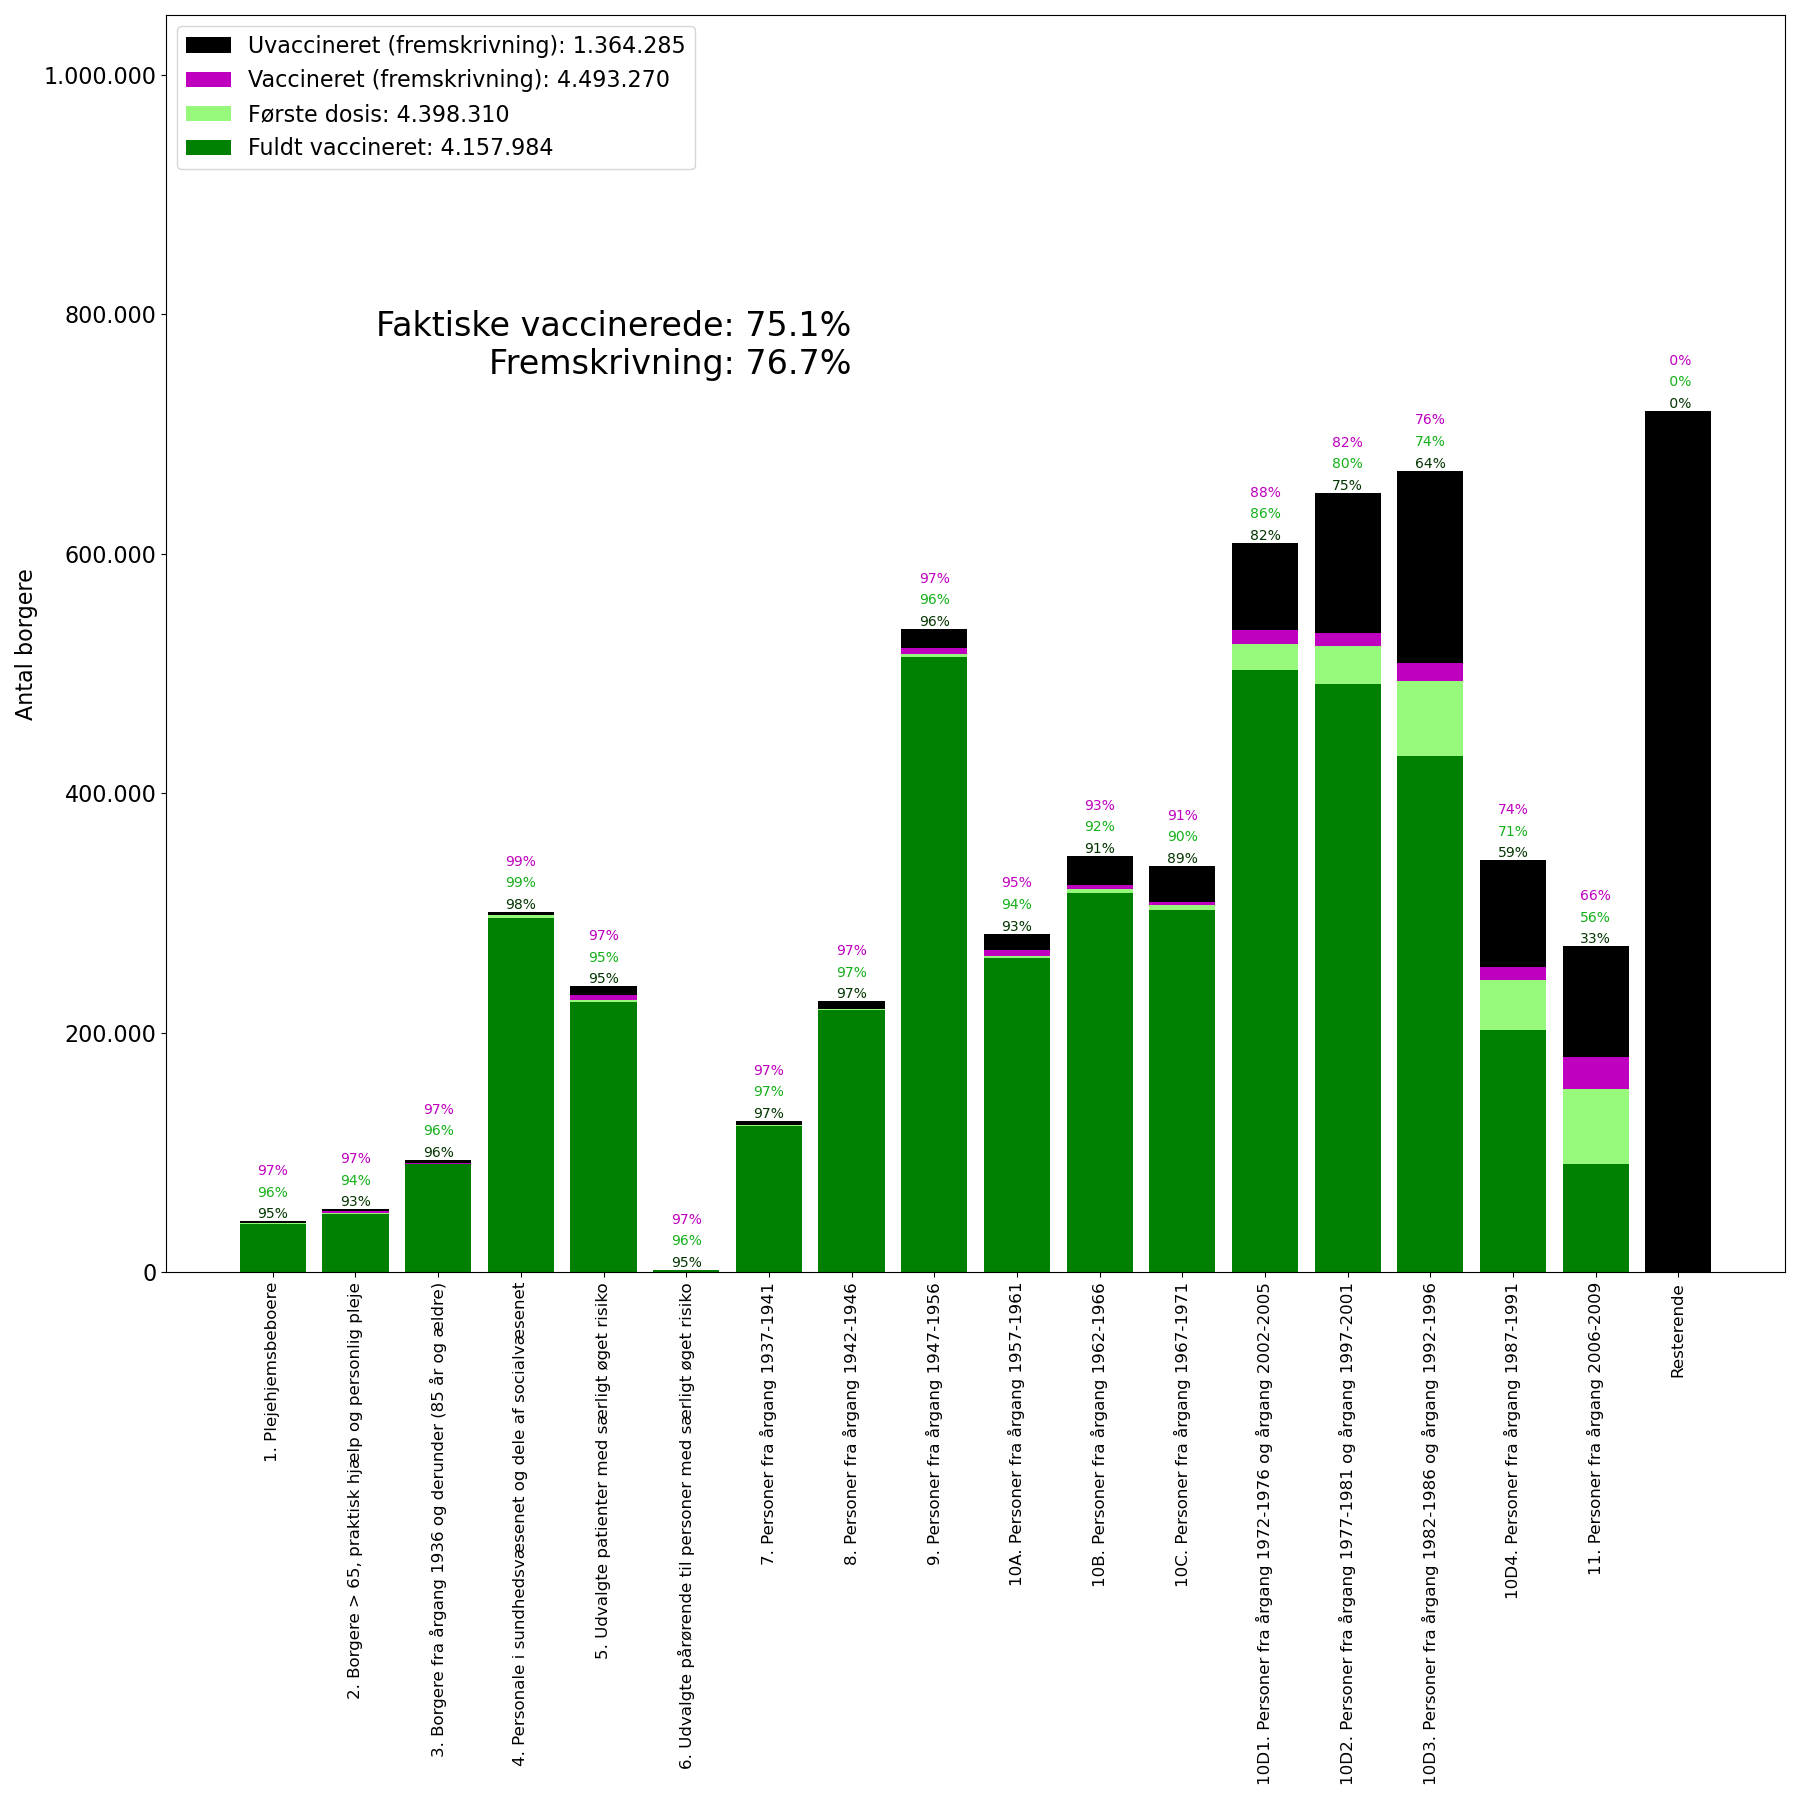 Uvaccineret (fremskrivning): 1.364.285
Vaccineret (fremskrivning): 4.493.270
Første dosis: 4.398.310
Fuldt vaccineret: 4.157.984
Faktiske vaccinerede: 75.1%
Fremskrivning: 76.7%
Antal borgere
1.000.000
800.000
600.000
400.000
200.000
0
97%
96%
95%
97%
94%
93%
97%
96%
96%
99%
99%
98%
97%
95%
95%
97%
96%
95%
97%
97%
97%
97%
97%
97%
97%
96%
96%
95%
94%
93%
93%
92%
91%
91%
90%
89%
88%
86%
82%
82%
80%
75%
76%
74%
64%
74%
71%
59%
66%
56%
33%
0%
0%
0%
1. Plejehjemsbeboere
2. Borgere > 65, praktisk hjælp og personlig pleje
3. Borgere fra årgang 1936 og derunder (85 år og ældre)
4. Personale i sundhedsvæsenet og dele af socialvæsenet
5. Udvalgte patienter med særligt øget risiko
6. Udvalgte pårørende til personer med særligt øget risiko
7. Personer fra årgang 1937-1941
8. Personer fra årgang 1942-1946
9. Personer fra årgang 1947-1956
10A. Personer fra årgang 1957-1961
10B. Personer fra årgang 1962-1966
10C. Personer fra årgang 1967-1971
10D1. Personer fra årgang 1972-1976 og årgang 2002-2005
10D2. Personer fra årgang 1977-1981 og årgang 1997-2001
10D3. Personer fra årgang 1982-1986 og årgang 1992-1996
10D4. Personer fra årgang 1987-1991
11. Personer fra årgang 2006-2009
Resterende